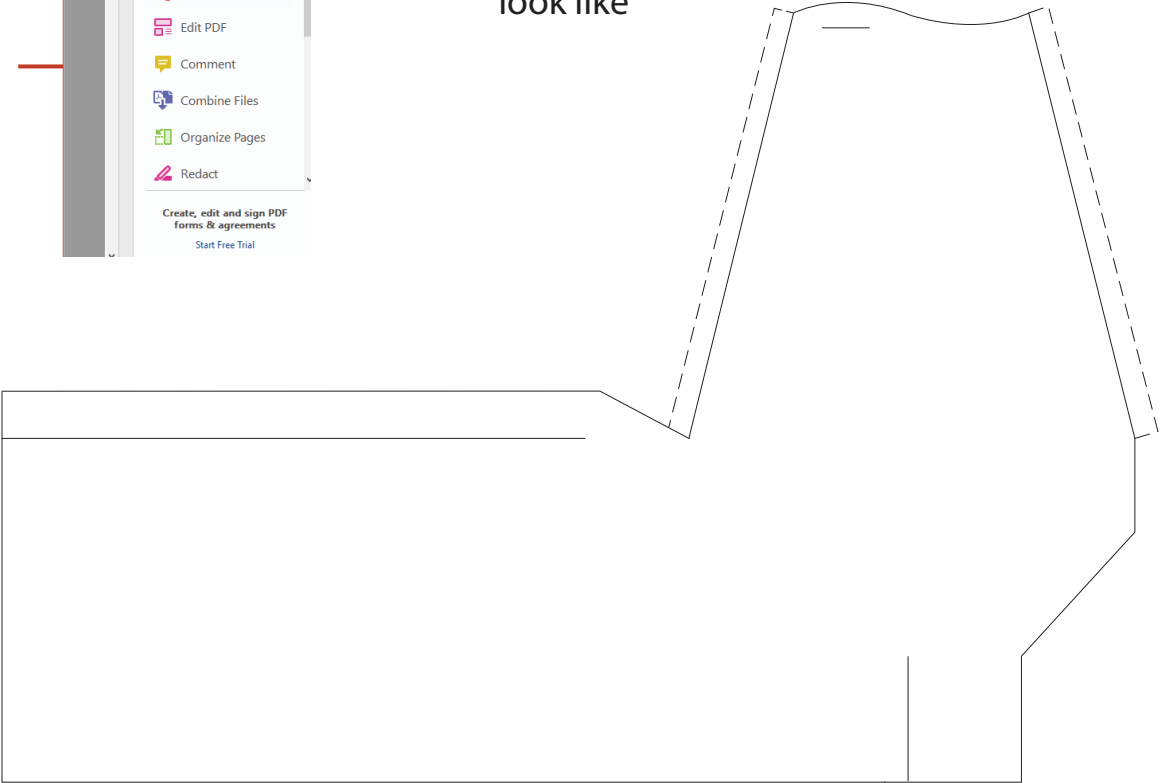 look like
Edit PDF
Comment
Combine Files
Organize Pages
Redact
Create, edit and sign PDF
forms & agreements
Start Free Trial